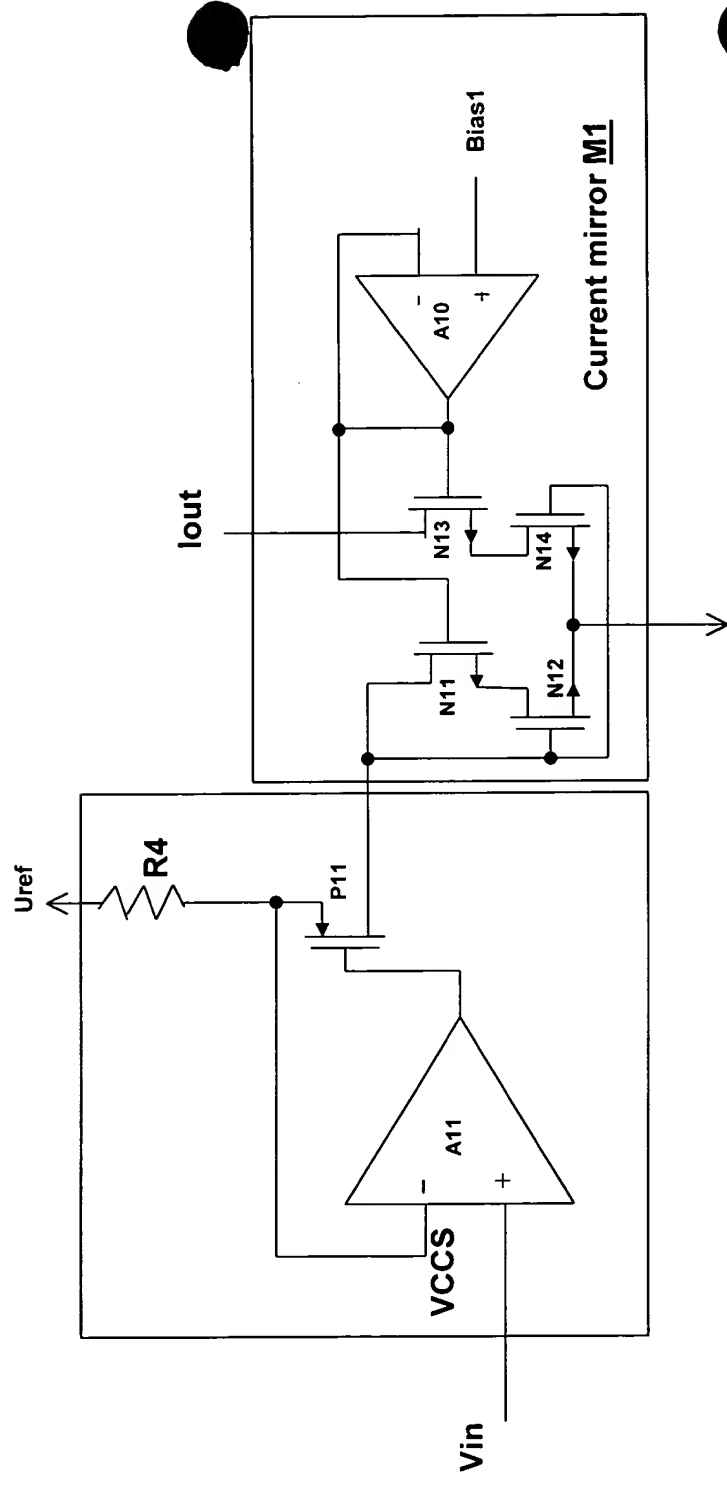 Uref
R4
P11
A11
-
+
VCCS
Vin
Iout
N11
N12
N13
N14
A10
-
+
Bias1
Current mirror M1